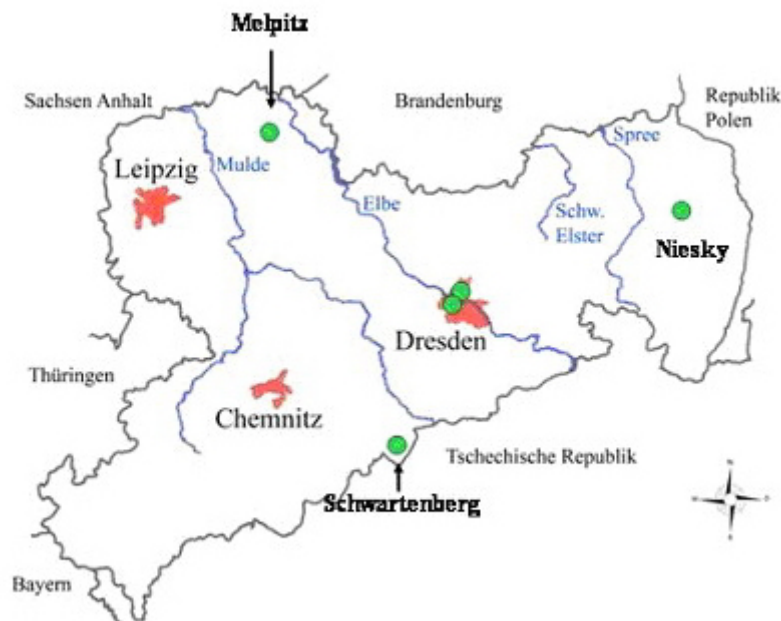 Melpitz
Sachsen Anhalt
Brandenburg
Republik
Polen
Spree
Leipzig
Mulde
Elbe
Schw.
Elster
Niesky
Dresden
Thüringen
Chemnitz
Tschechische Republik
Schwartenberg
Bayern